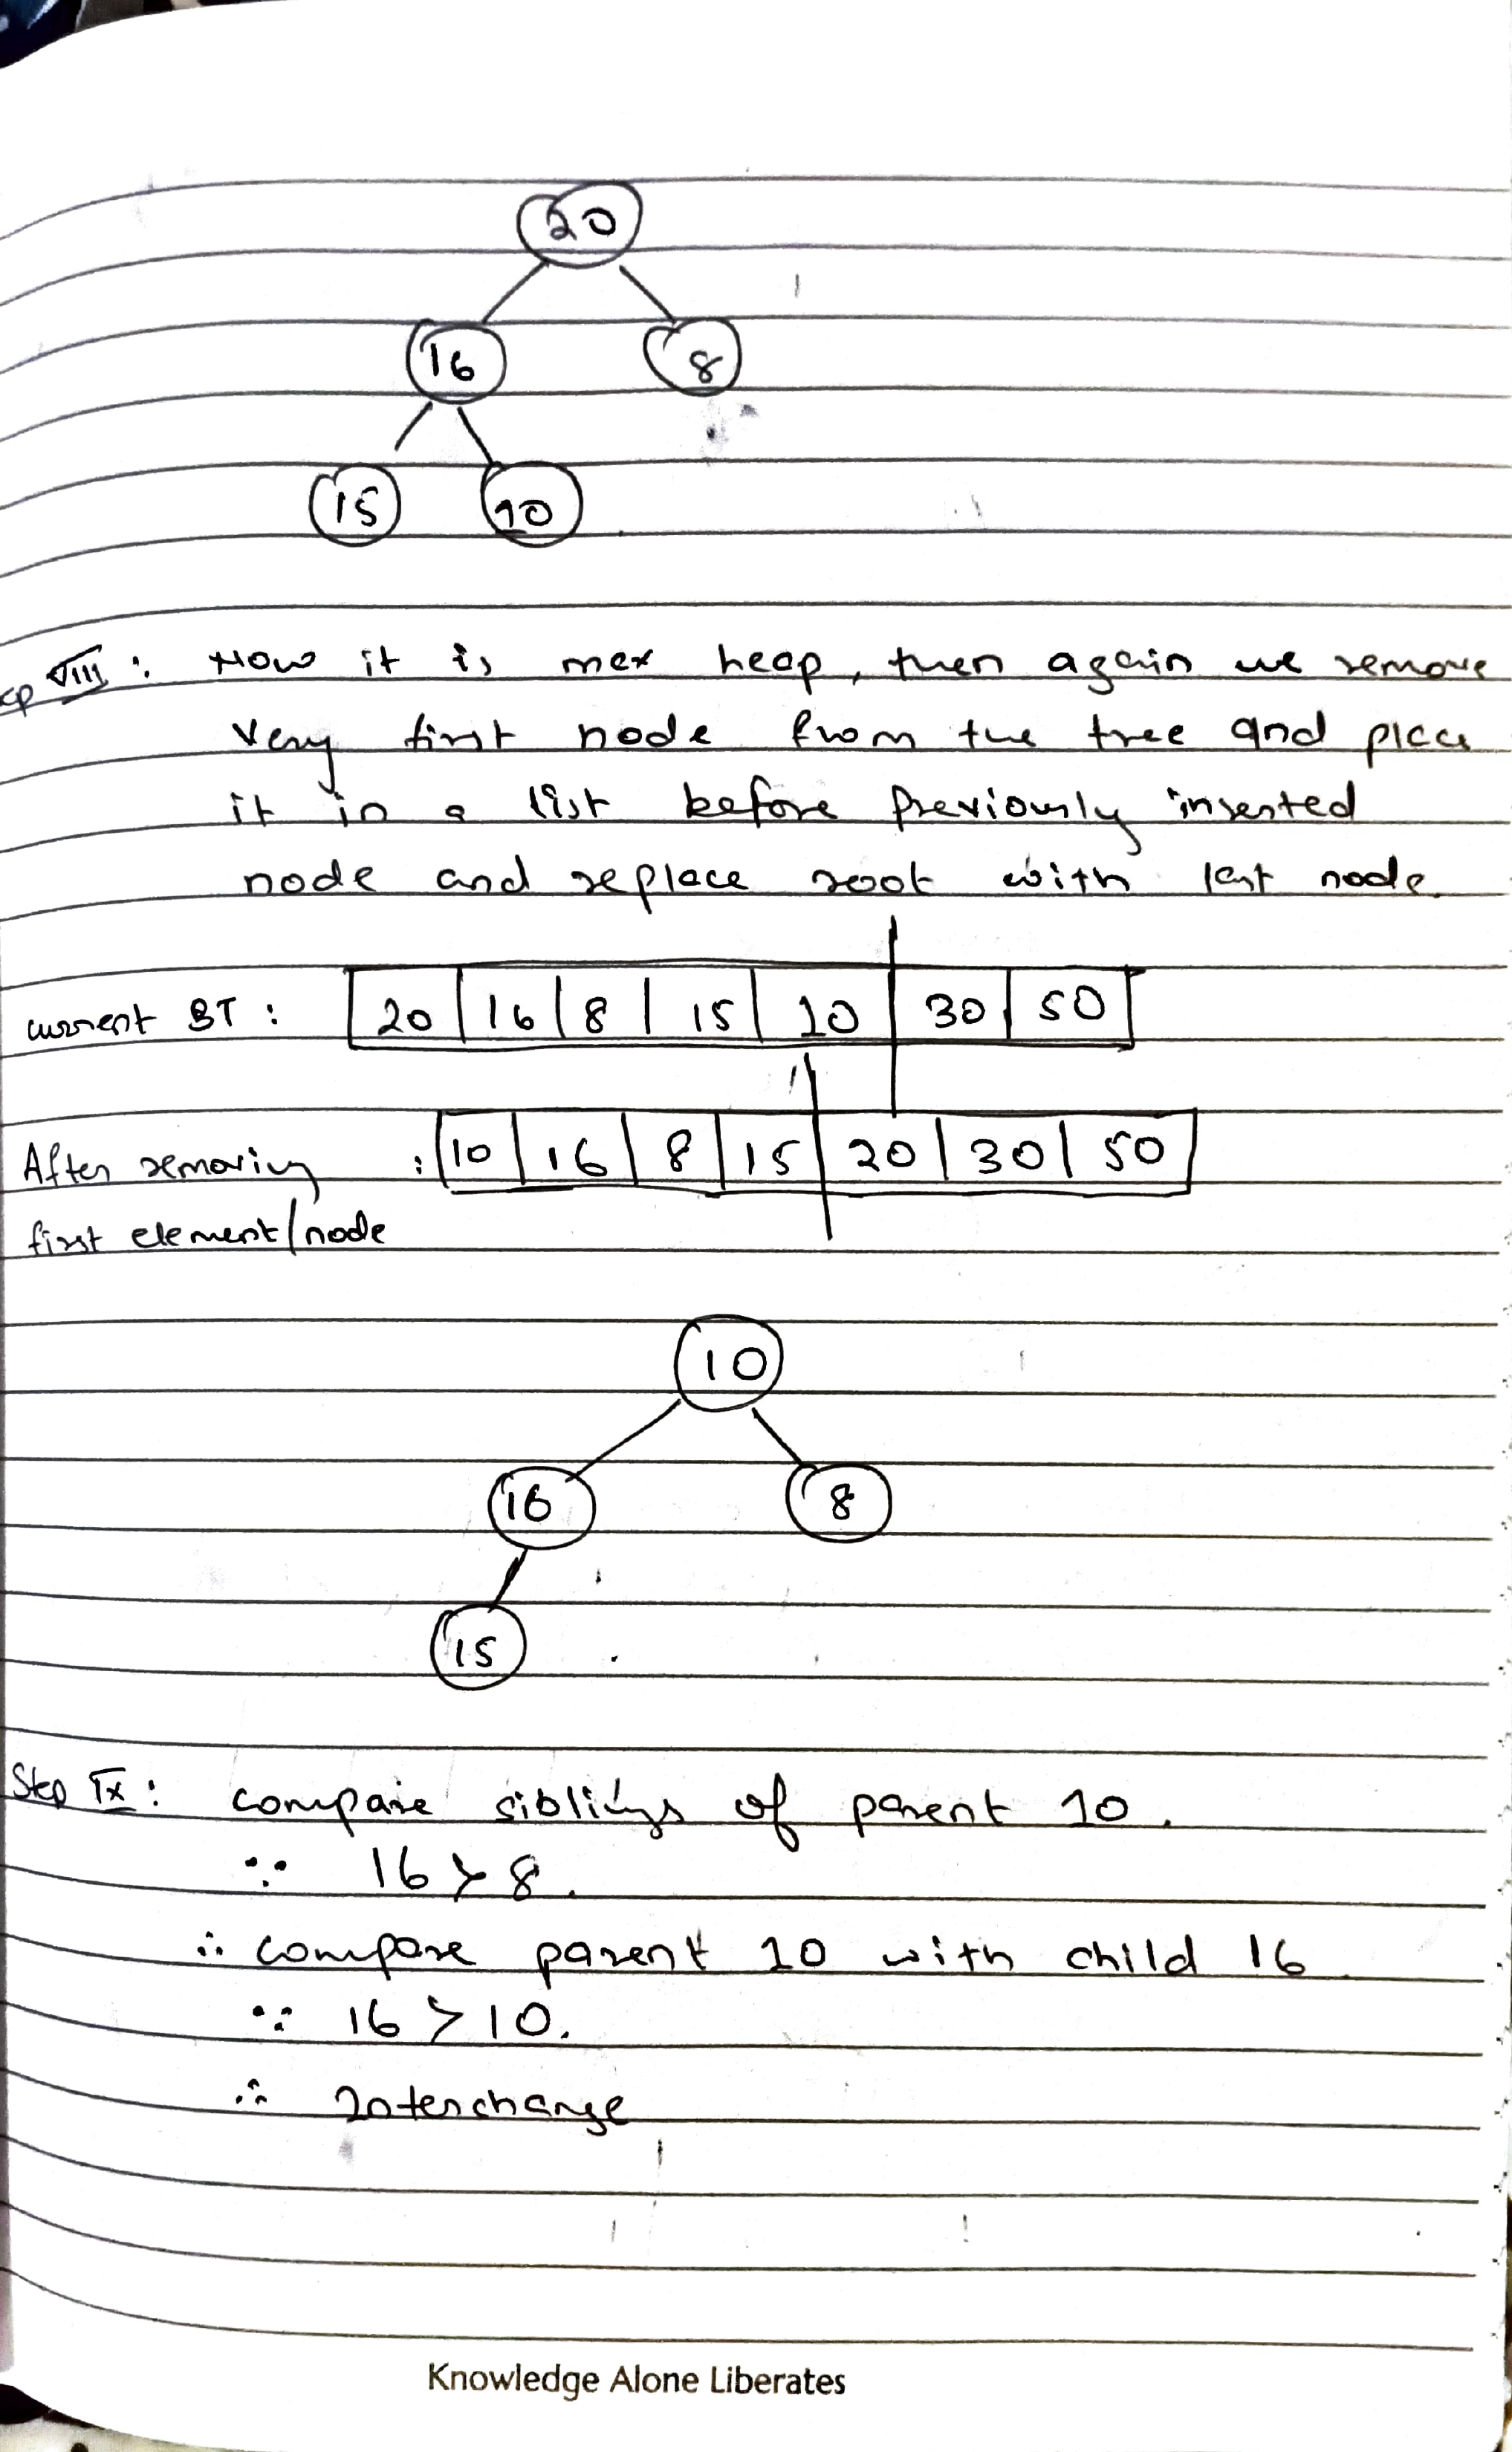 20
16 8
15 10
ep VIII : Now it is max heap, then again we remove
very first node from the tree and place
it in a list before previously inserted
node and replace root with last node.
current BT : 20 | 16 | 8 | 15 | 10 | 30 | 50
After removing : 10 | 16 | 8 | 15 | 20 | 30 | 50
first element/node
10
16 8
15
Step IX : compare siblings of parent 10.
∵ 16 > 8.
∴ compare parent 10 with child 16
∵ 16 > 10.
∴ Interchange
Knowledge Alone Liberates